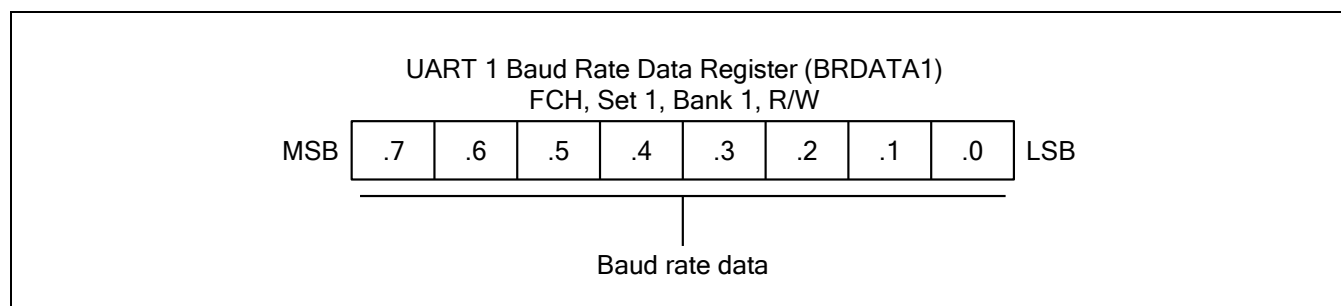 UART 1 Baud Rate Data Register (BRDATA1)
FCH, Set 1, Bank 1, R/W
MSB .7 .6 .5 .4 .3 .2 .1 .0 LSB
Baud rate data